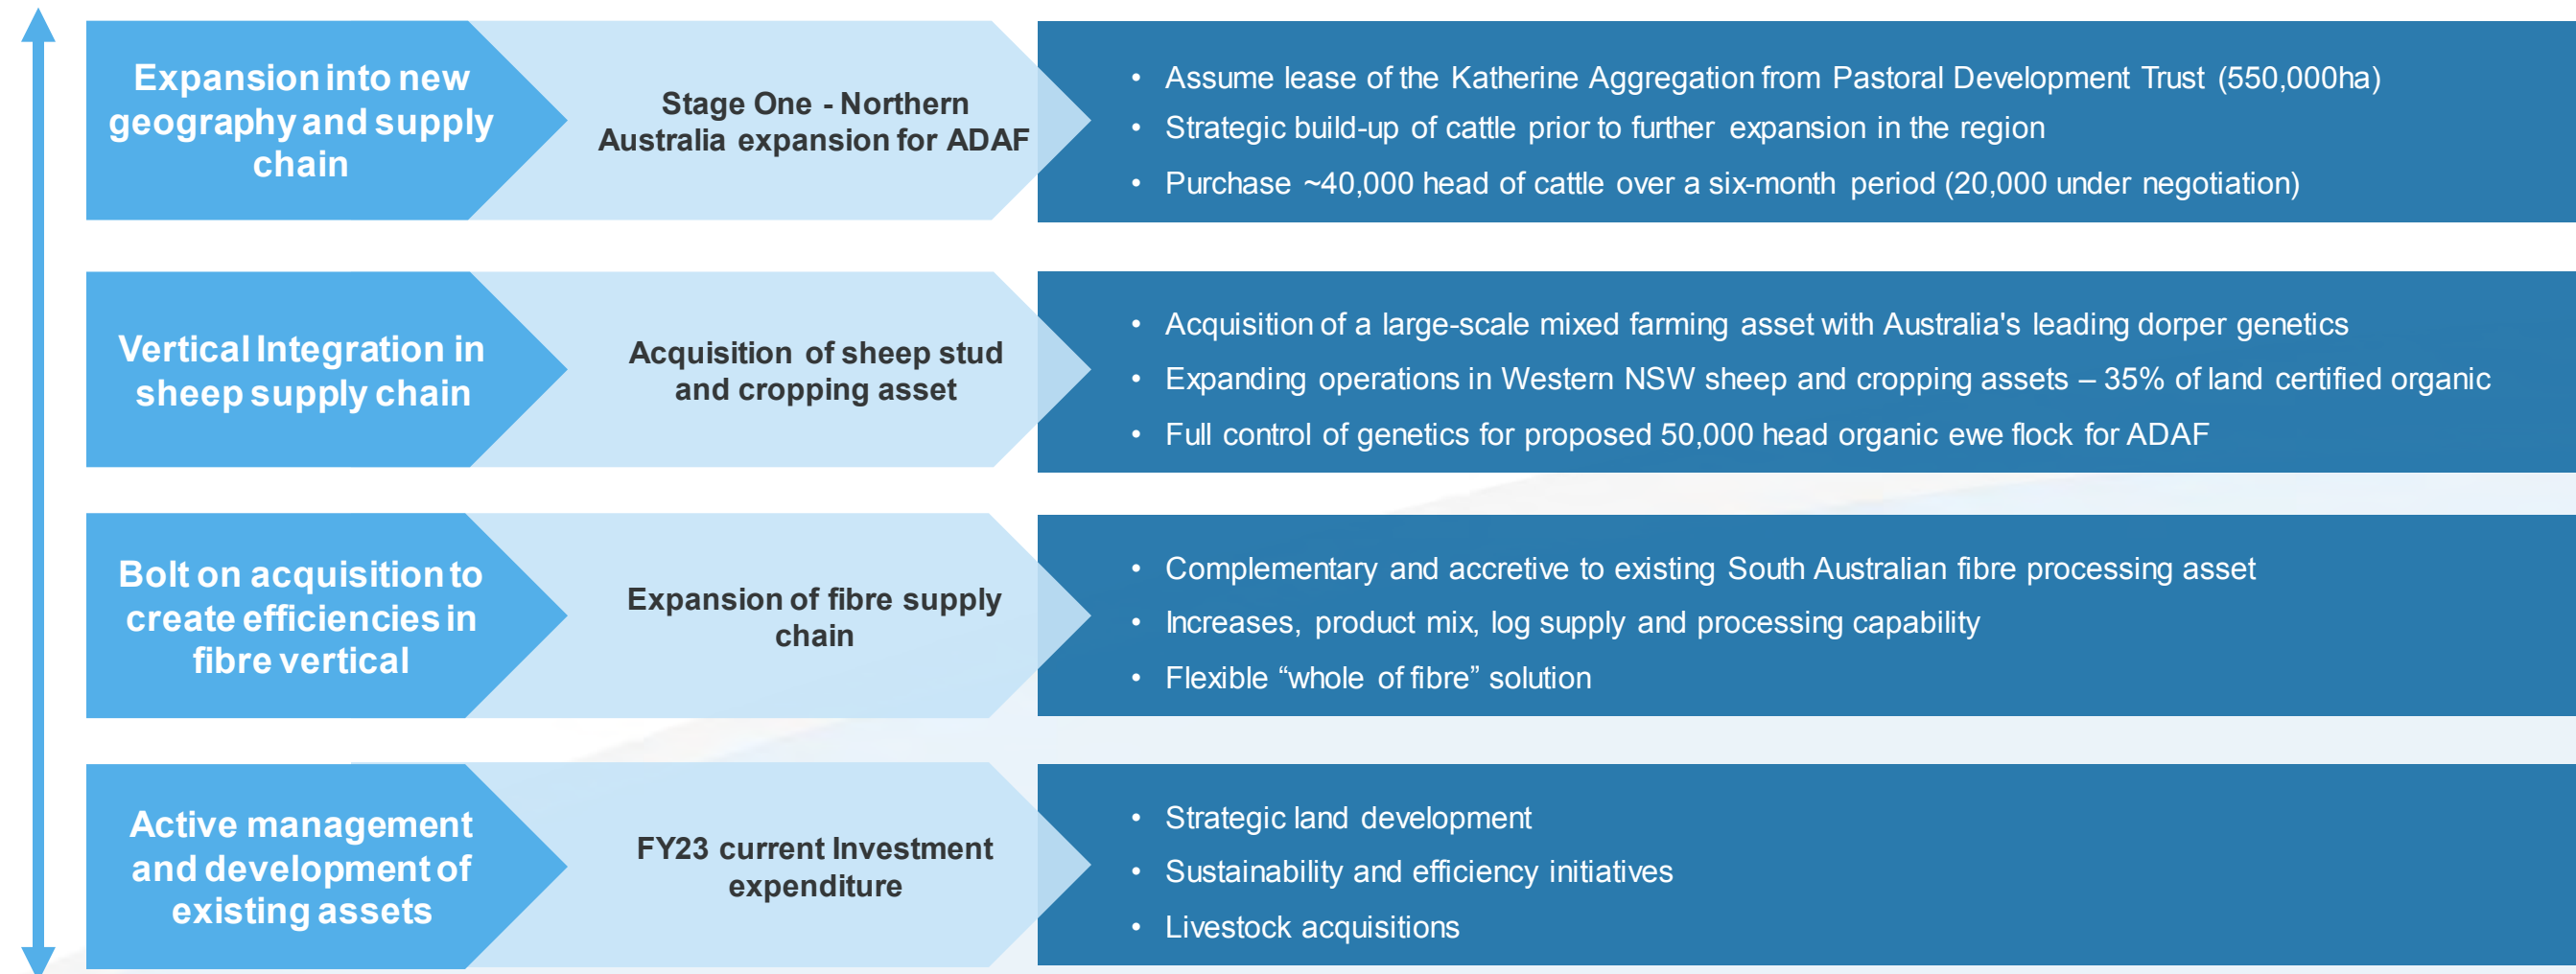 Expansion into new
geography and supply
chain
Stage One - Northern
Australia expansion for ADAF
• Assume lease of the Katherine Aggregation from Pastoral Development Trust (550,000ha)
• Strategic build-up of cattle prior to further expansion in the region
• Purchase ~40,000 head of cattle over a six-month period (20,000 under negotiation)
Vertical Integration in
sheep supply chain
Acquisition of sheep stud
and cropping asset
• Acquisition of a large-scale mixed farming asset with Australia's leading dorper genetics
• Expanding operations in Western NSW sheep and cropping assets – 35% of land certified organic
• Full control of genetics for proposed 50,000 head organic ewe flock for ADAF
Bolt on acquisition to
create efficiencies in
fibre vertical
Expansion of fibre supply
chain
• Complementary and accretive to existing South Australian fibre processing asset
• Increases, product mix, log supply and processing capability
• Flexible “whole of fibre” solution
Active management
and development of
existing assets
FY23 current Investment
expenditure
• Strategic land development
• Sustainability and efficiency initiatives
• Livestock acquisitions